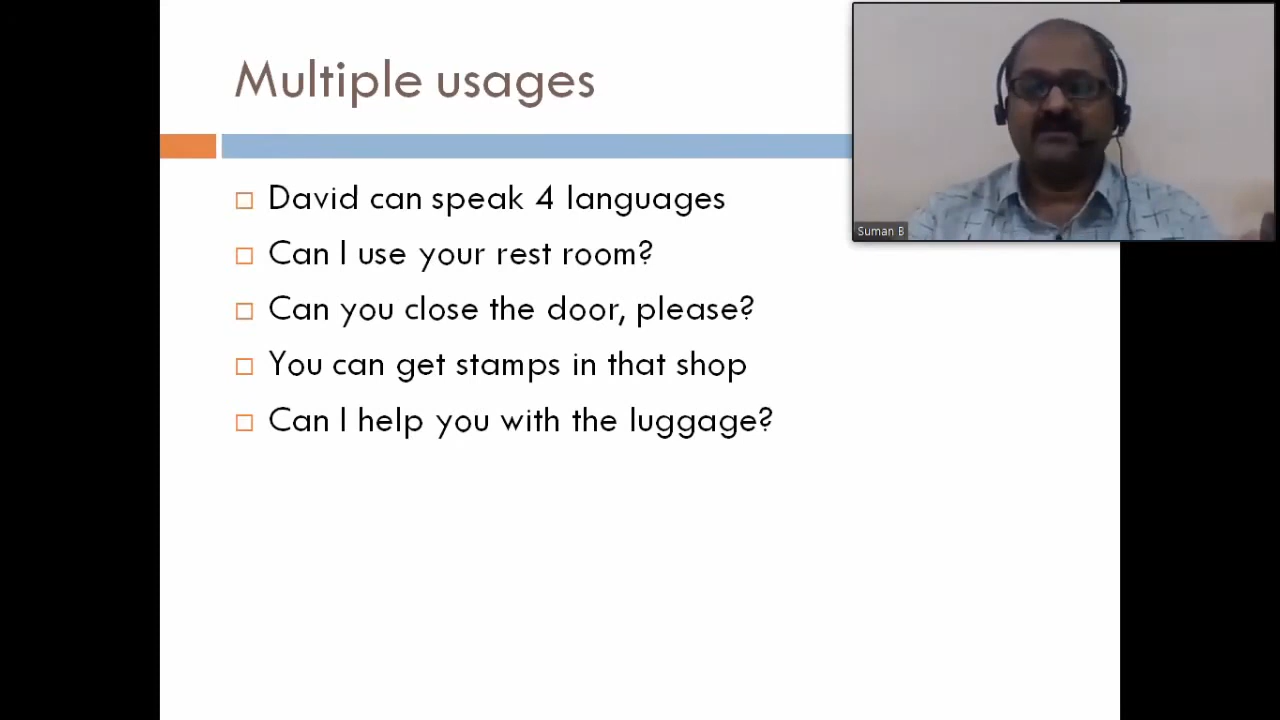 Multiple usages
David can speak 4 languages
Can I use your rest room?
Can you close the door, please?
You can get stamps in that shop
Can I help you with the luggage?
Suman B